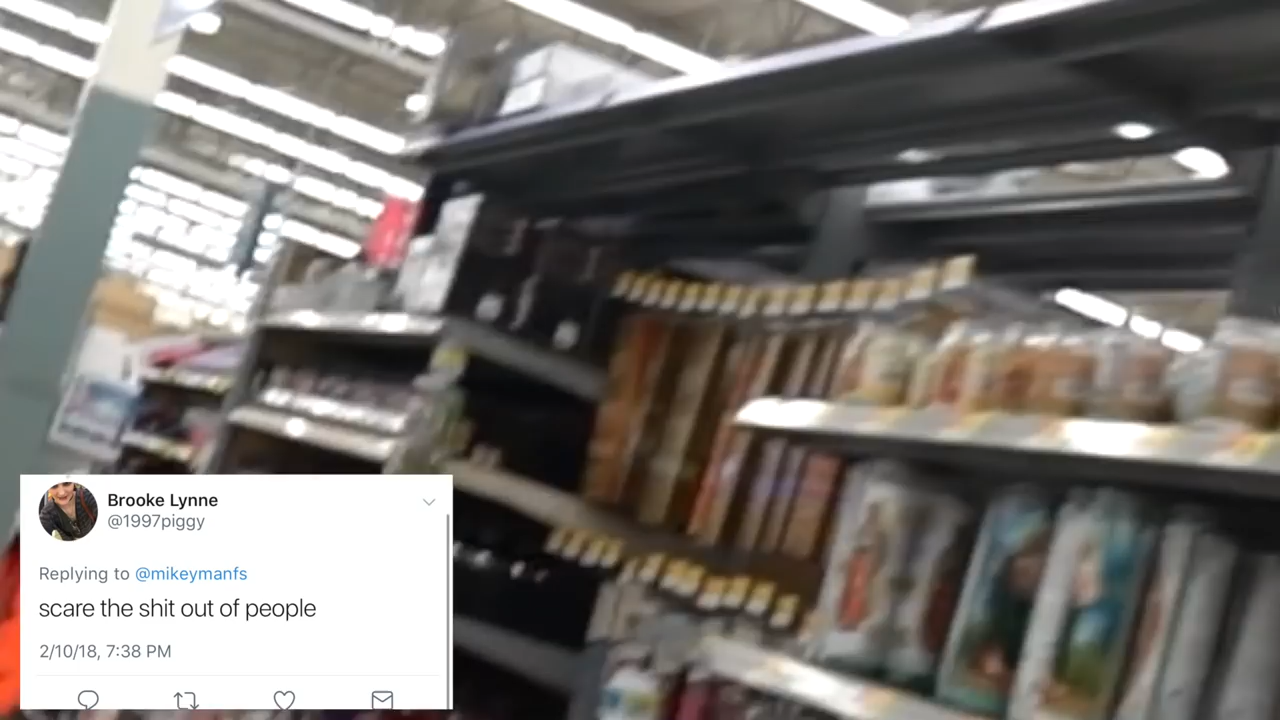 Brooke Lynne
@1997piggy
Replying to @mikeymanfs
scare the shit out of people
2/10/18, 7:38 PM